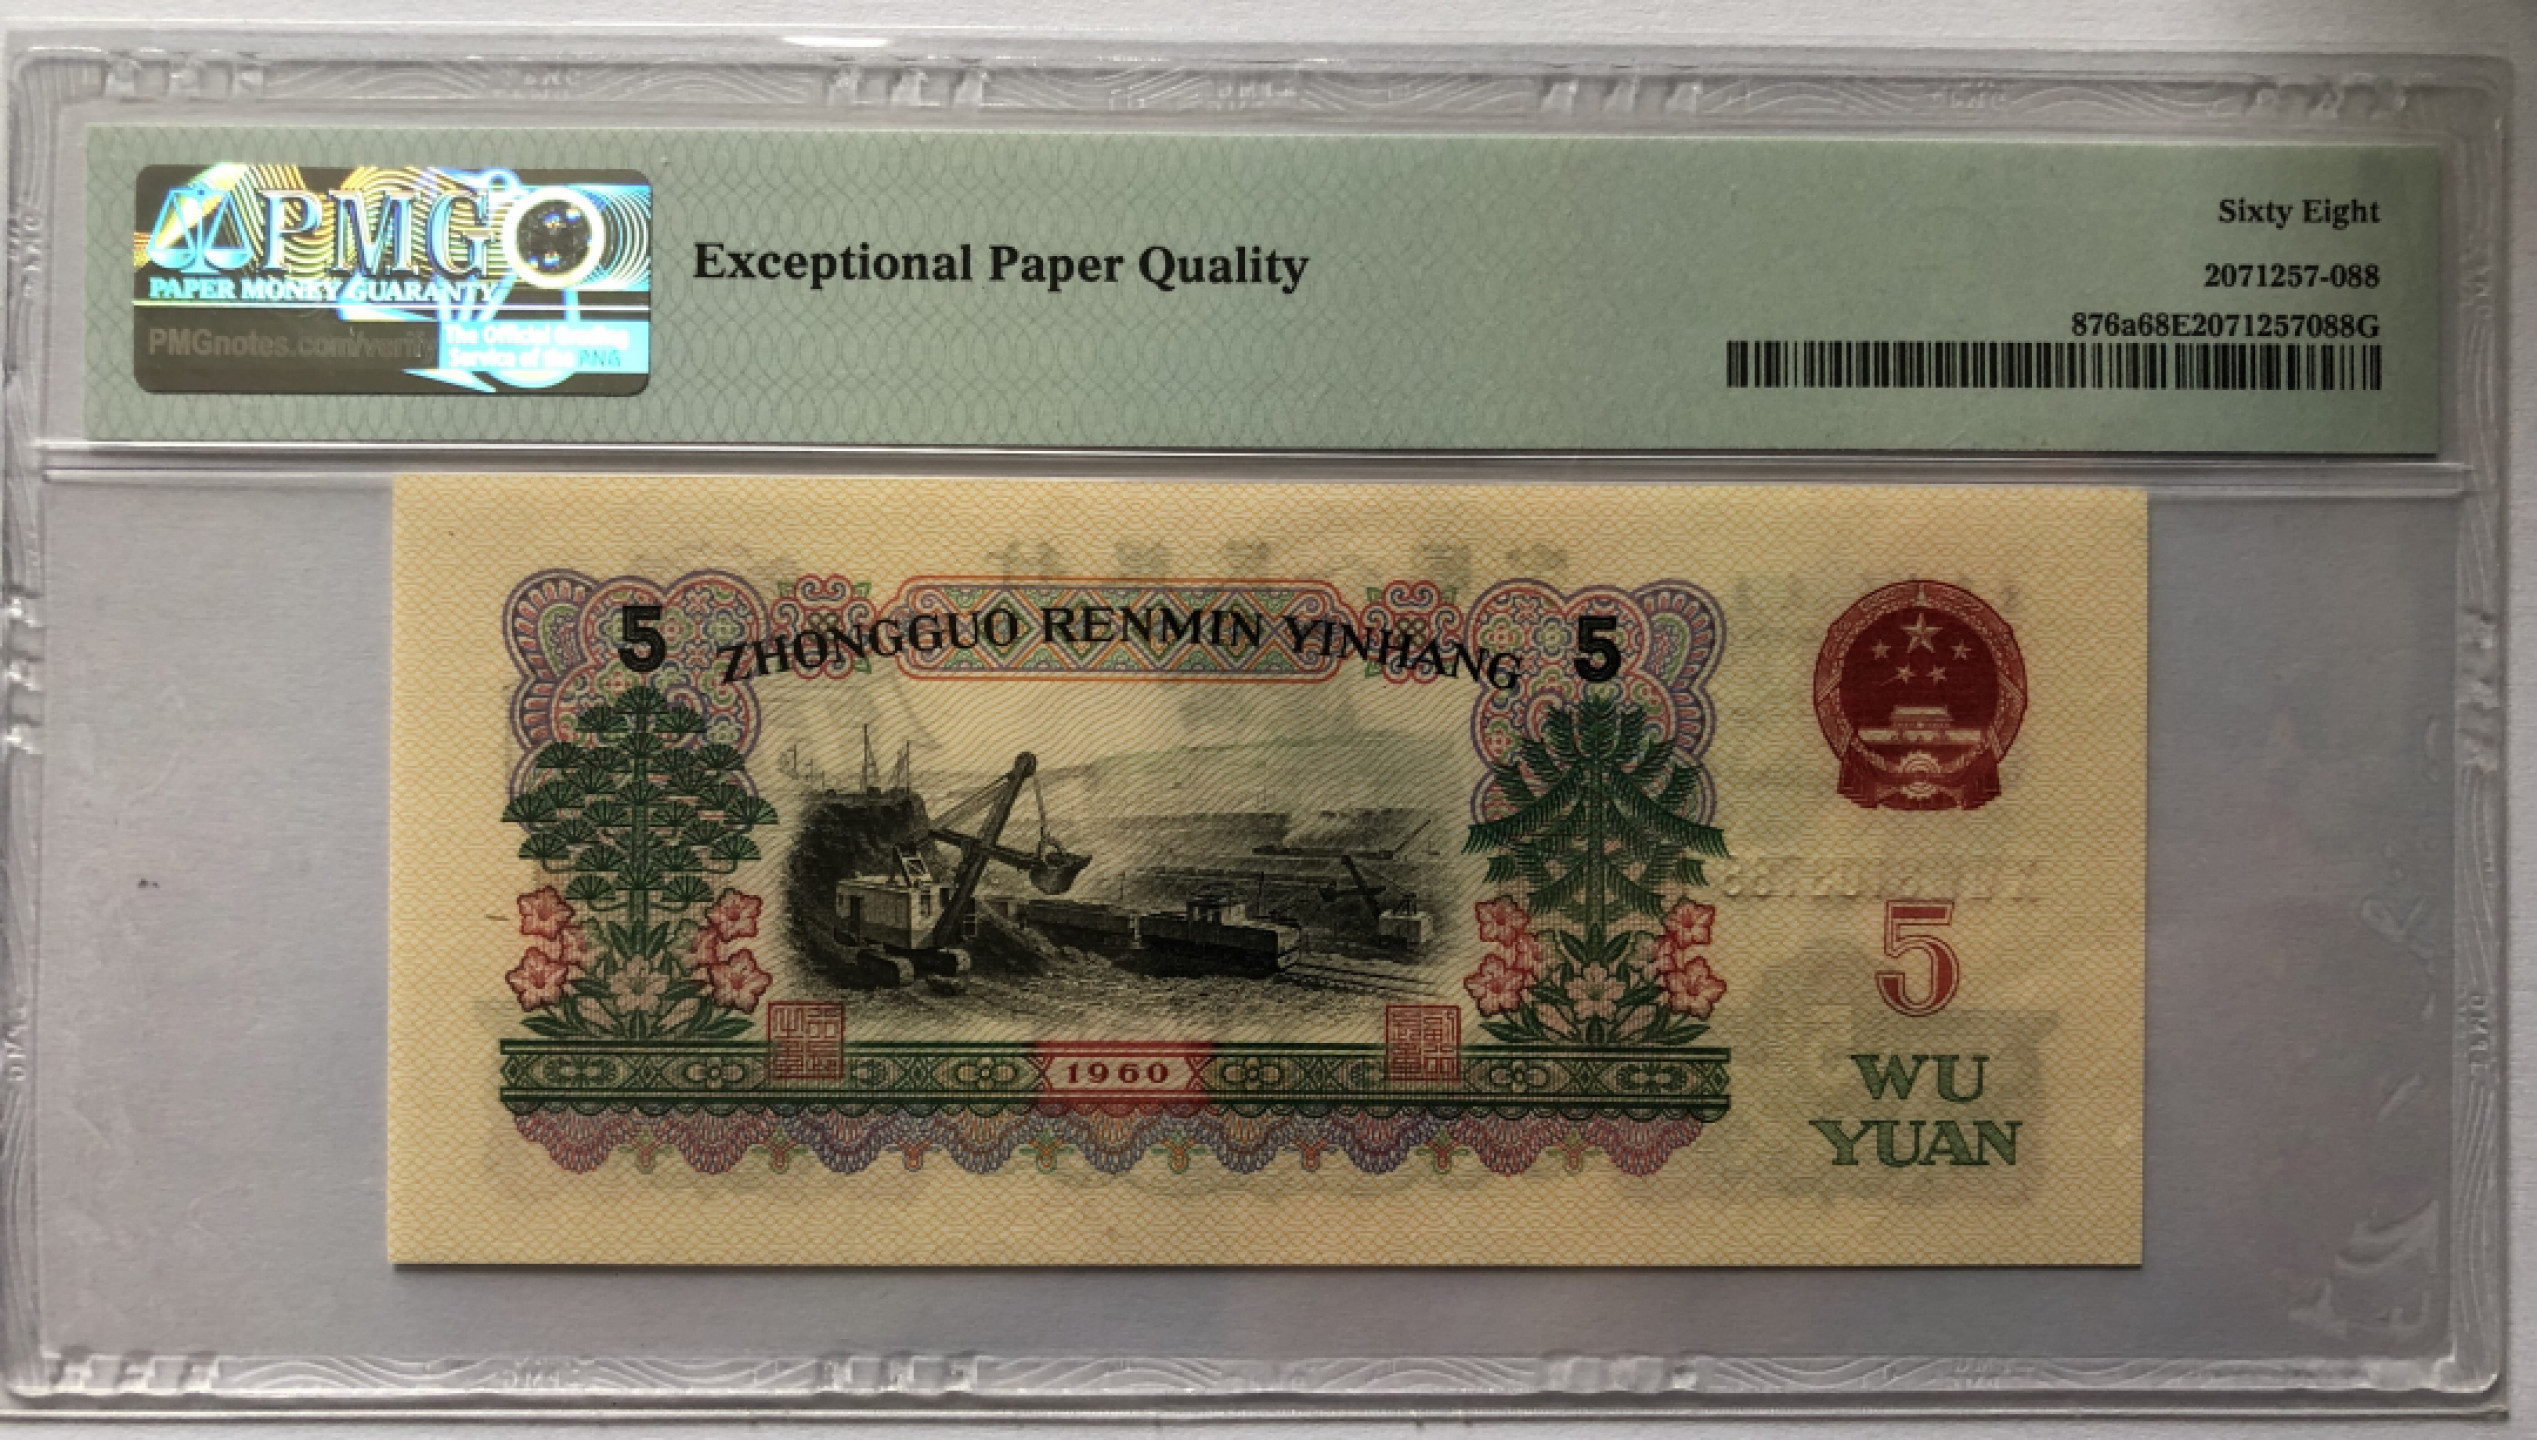 PMG
PAPER MONEY GUARANTY
PMGnotes.com/verify
The Official Grading
Service of the PNG
Exceptional Paper Quality
Sixty Eight
2071257-088
876a68E2071257088G
5 ZHONGGUO RENMIN YINHANG 5
1960
5
WU
YUAN